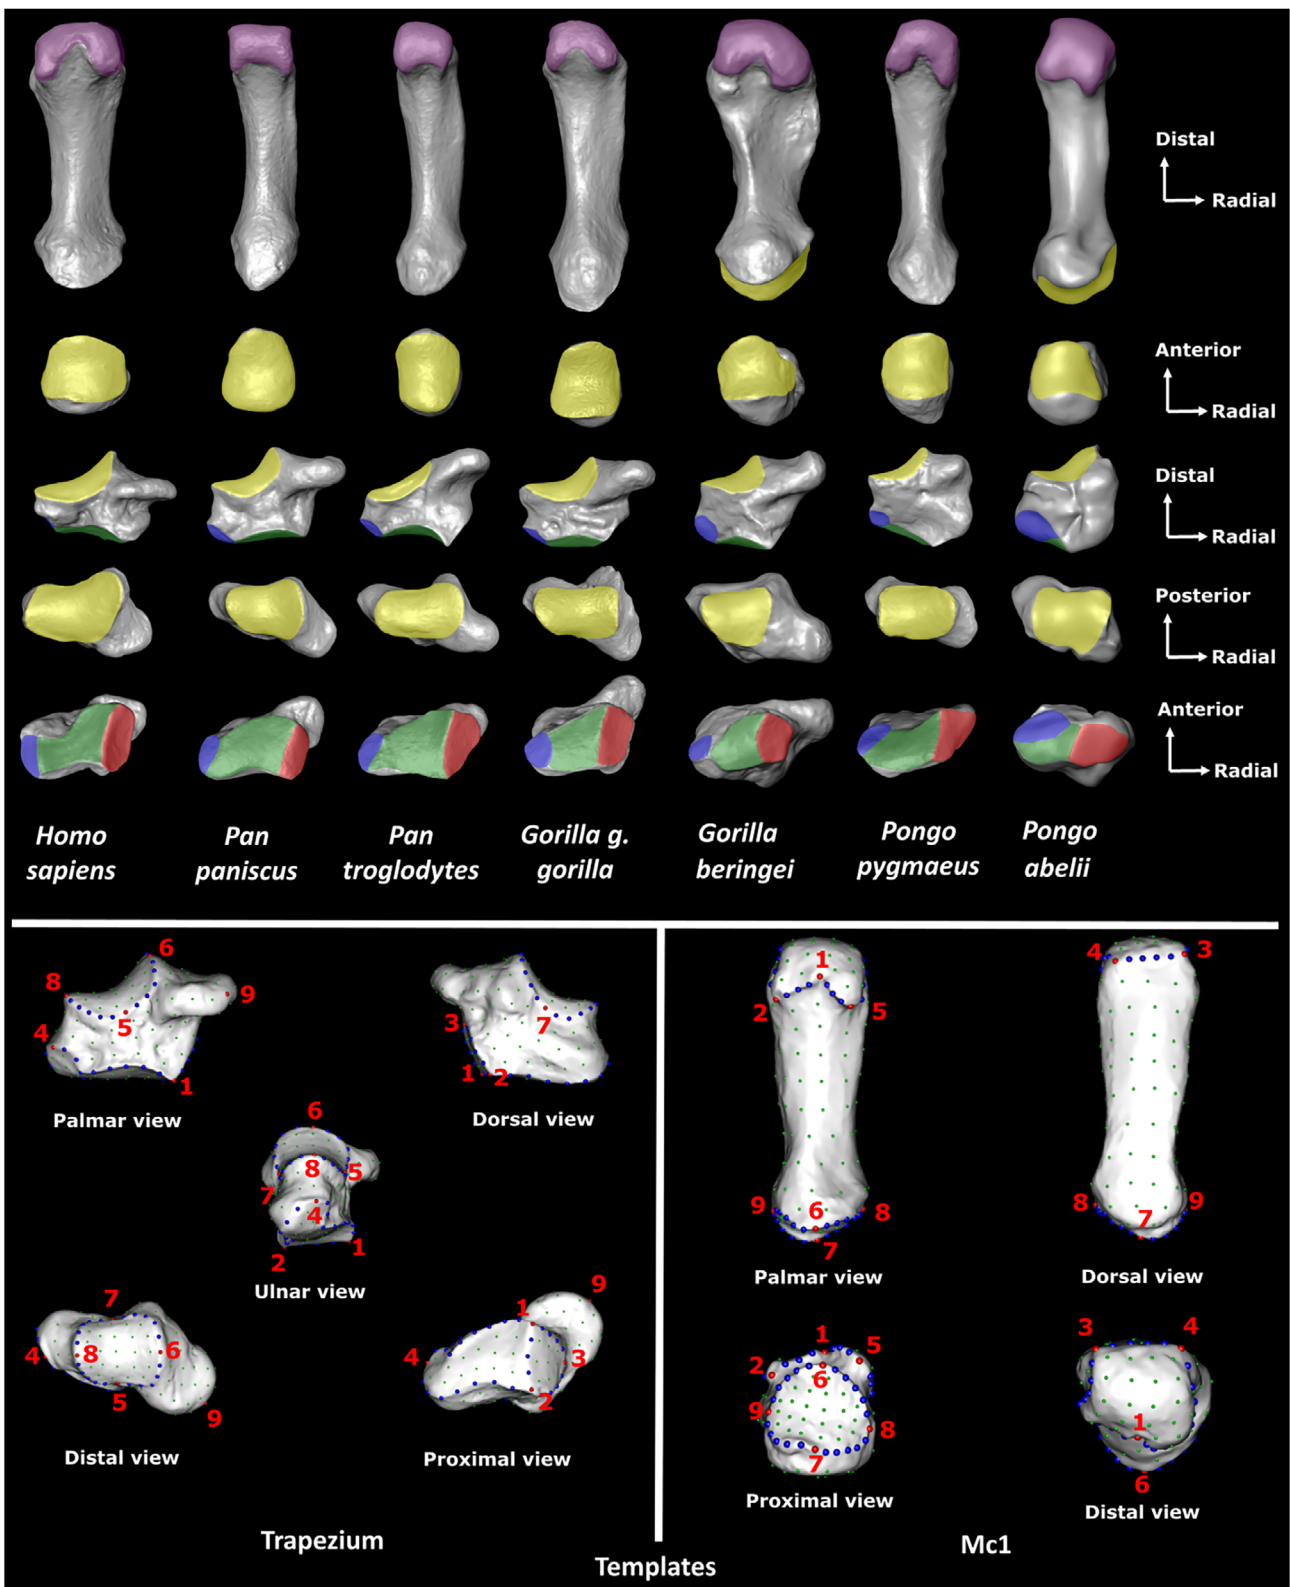 Distal
Radial
Anterior
Radial
Distal
Radial
Posterior
Radial
Anterior
Radial
Homo
sapiens
Pan
paniscus
Pan
troglodytes
Gorilla g.
gorilla
Gorilla
beringei
Pongo
pygmaeus
Pongo
abelii
6
8
9
5
4
1
Palmar view
3
7
1 2
Dorsal view
6
8
5
7
4
2
1
Ulnar view
7
4
8
6
5
9
Distal view
9
1
4
3
2
Proximal view
Trapezium
1
2
5
9
6
8
7
Palmar view
4
3
8
9
7
Dorsal view
1
5
2
6
9
8
7
Proximal view
3
4
1
6
Distal view
Mc1
Templates